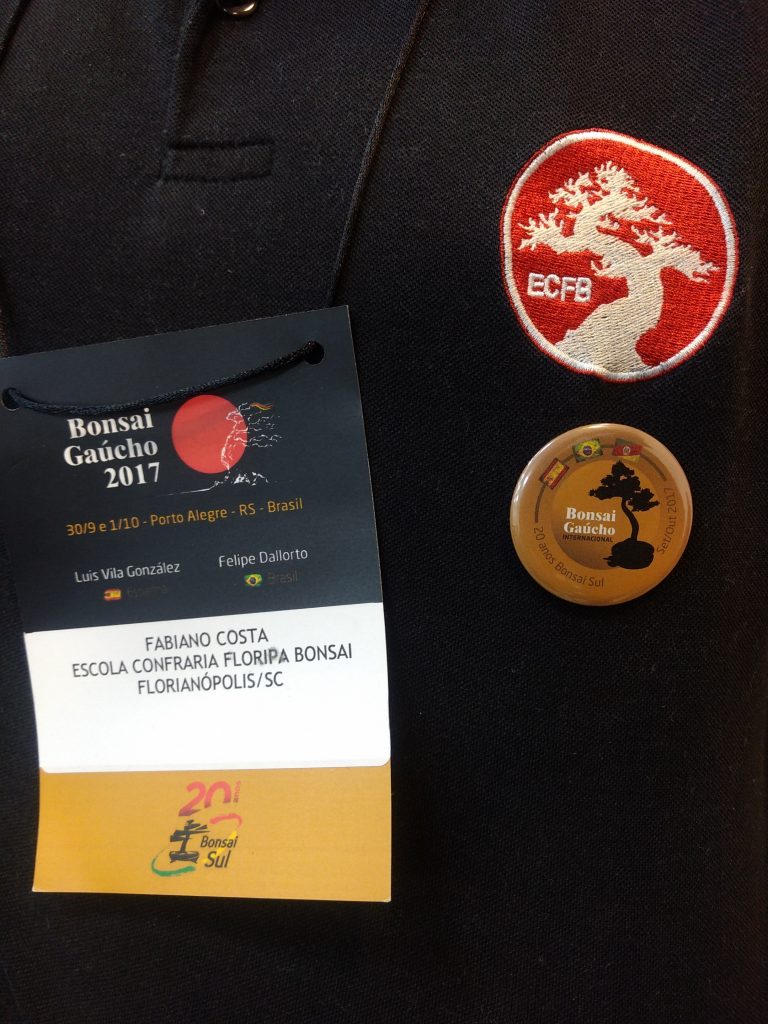 Bonsai
Gaúcho
2017
30/9 e 1/10 - Porto Alegre - RS - Brasil
Luis Vila González
Espanha
Felipe Dallorto
Brasil
FABIANO COSTA
ESCOLA CONFRARIA FLORIPA BONSAI
FLORIANÓPOLIS/SC
20 anos
Bonsai
Sul
ECFB
Bonsai
Gaúcho
INTERNACIONAL
20 anos Bonsai Sul
Set/Out 2017